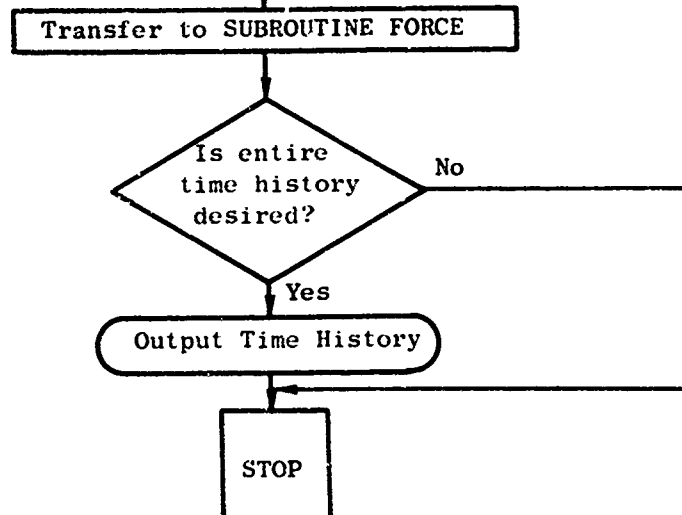 Transfer to SUBROUTINE FORCE
Is entire
time history
desired?
No
Yes
Output Time History
STOP